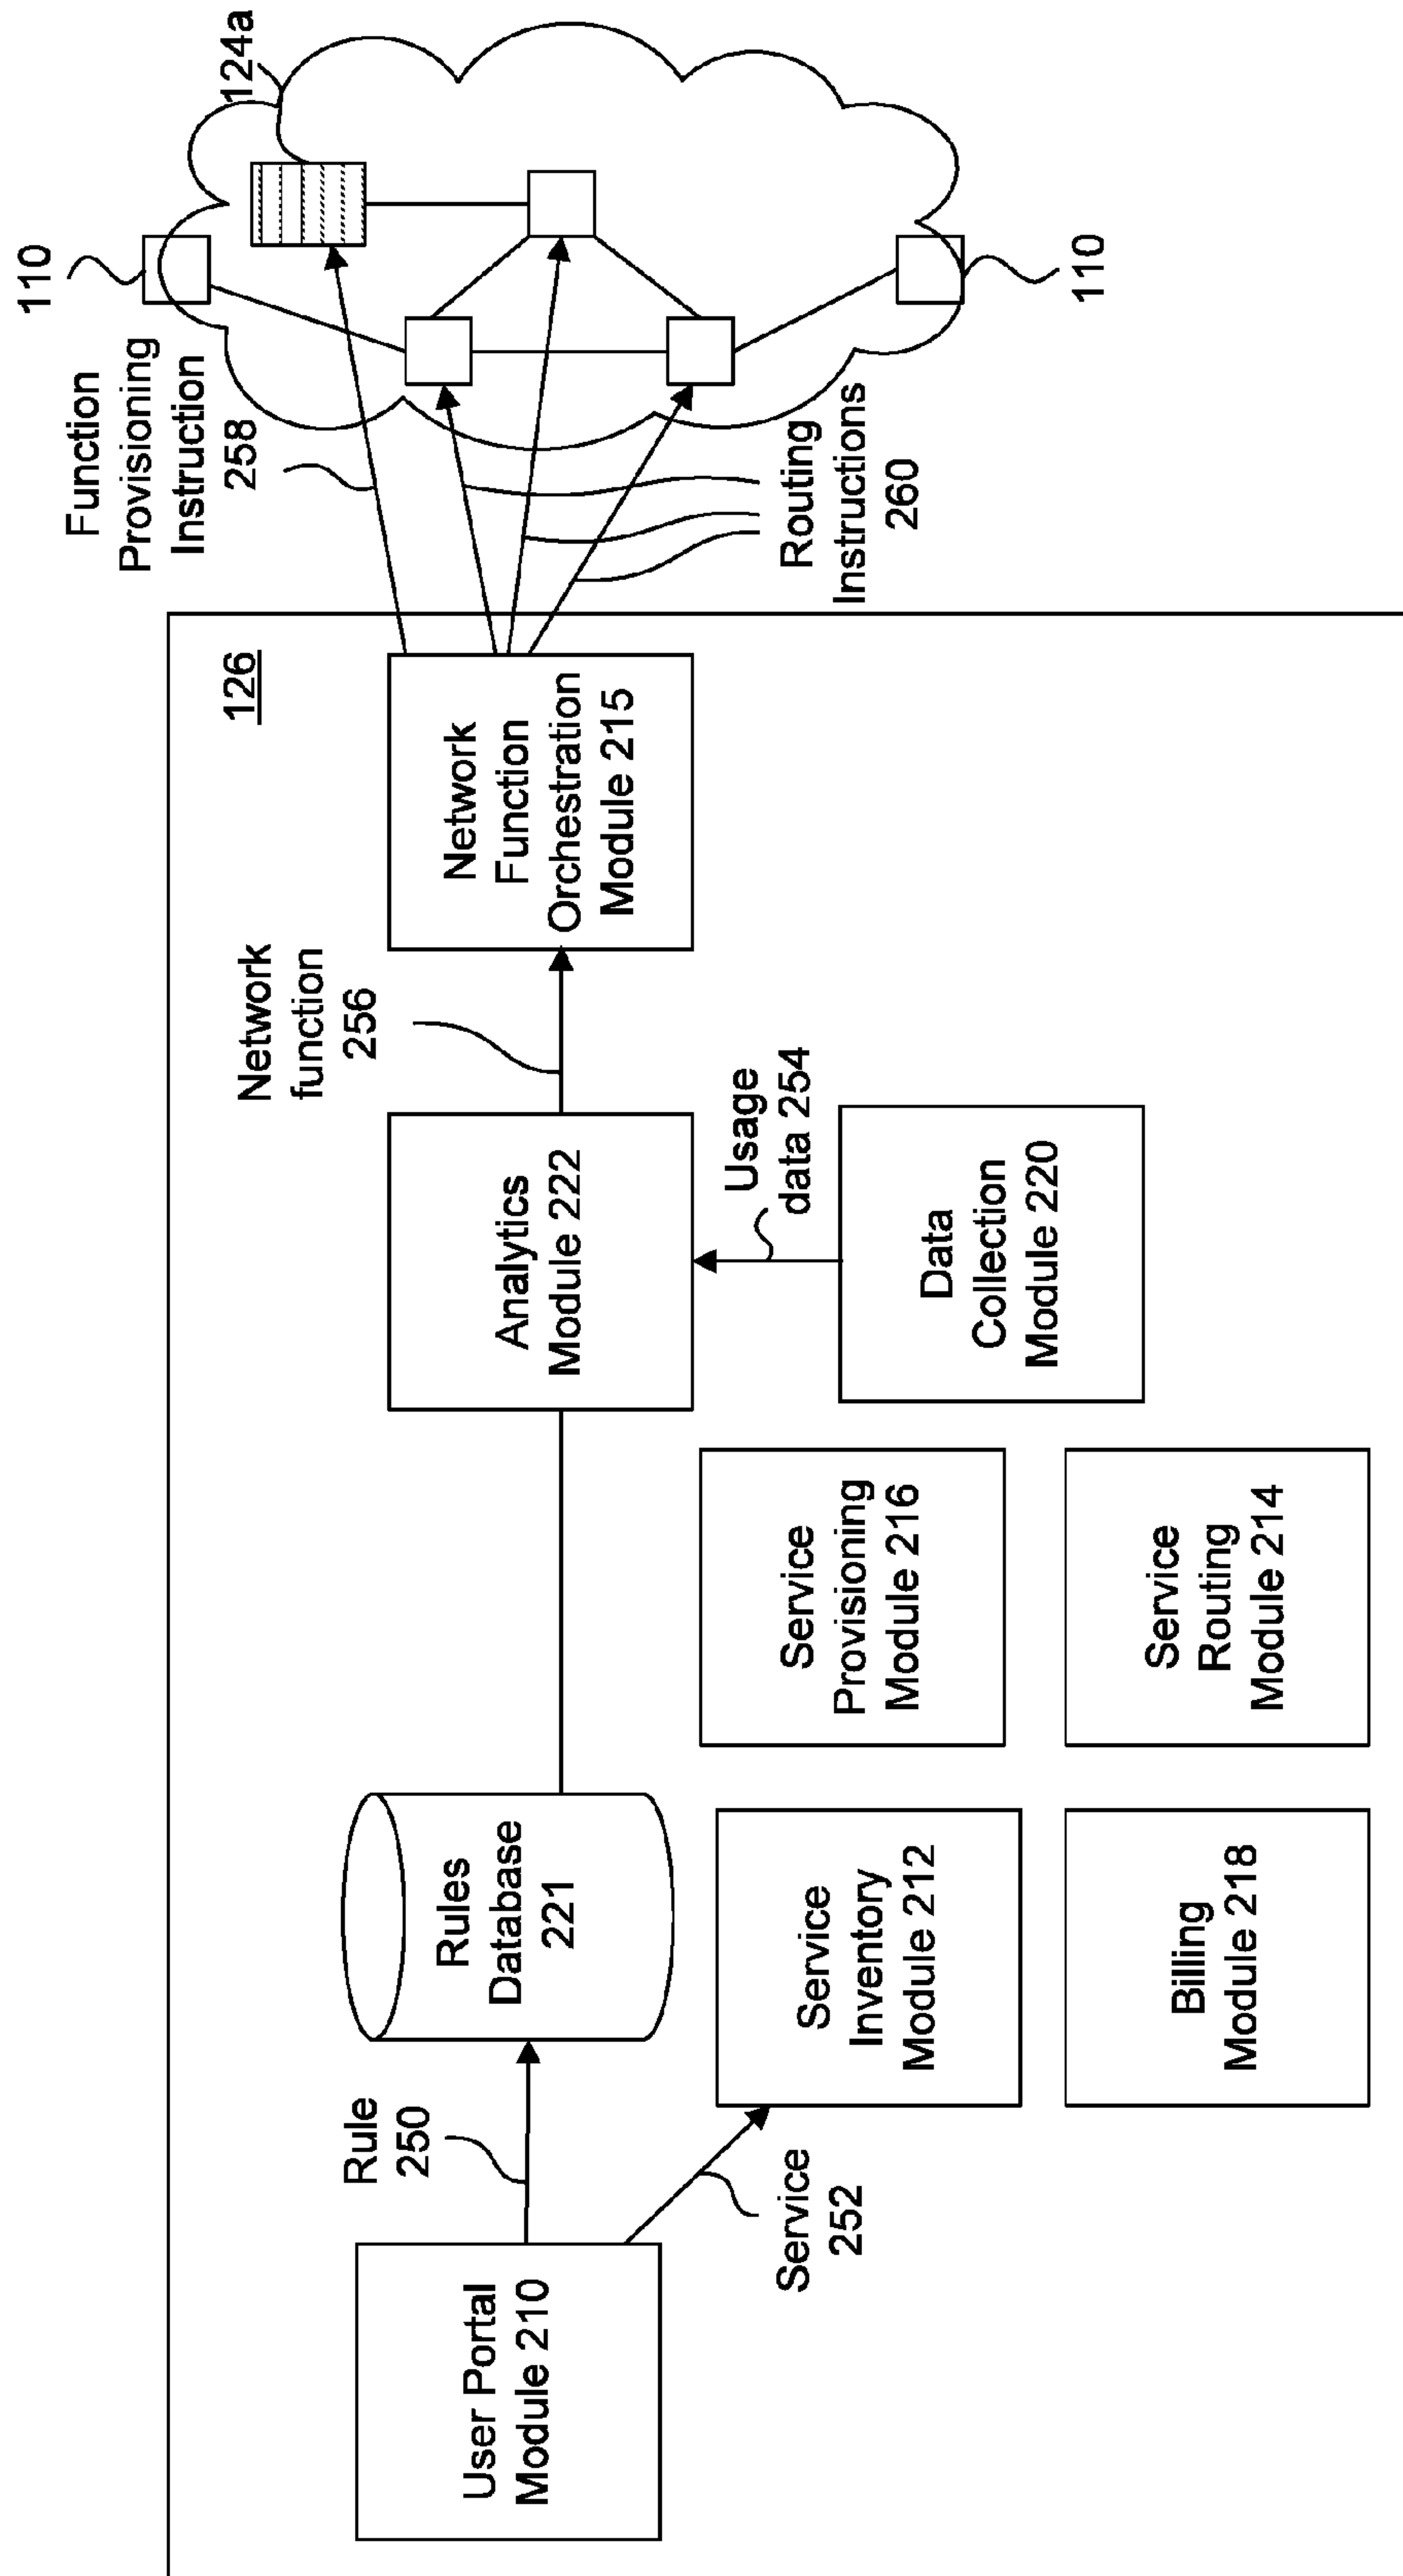 126
User Portal
Module 210
Rule
250
Service
252
Rules
Database
221
Service
Inventory
Module 212
Billing
Module 218
Service
Provisioning
Module 216
Service
Routing
Module 214
Analytics
Module 222
Usage
data 254
Data
Collection
Module 220
Network
function
256
Network
Function
Orchestration
Module 215
Function
Provisioning
Instruction
258
Routing
Instructions
260
110
124a
110